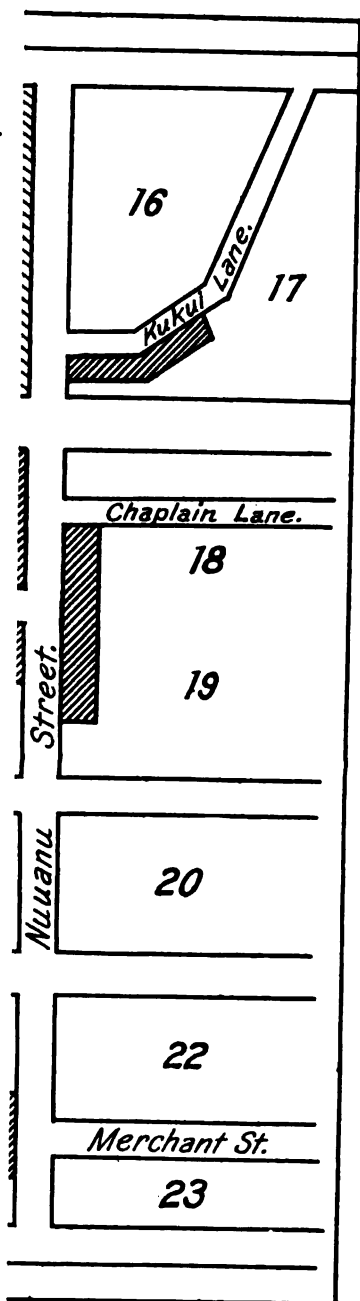 16
Kukui Lane.
17
Chaplain Lane.
18
19
Nuuanu Street.
20
22
Merchant St.
23